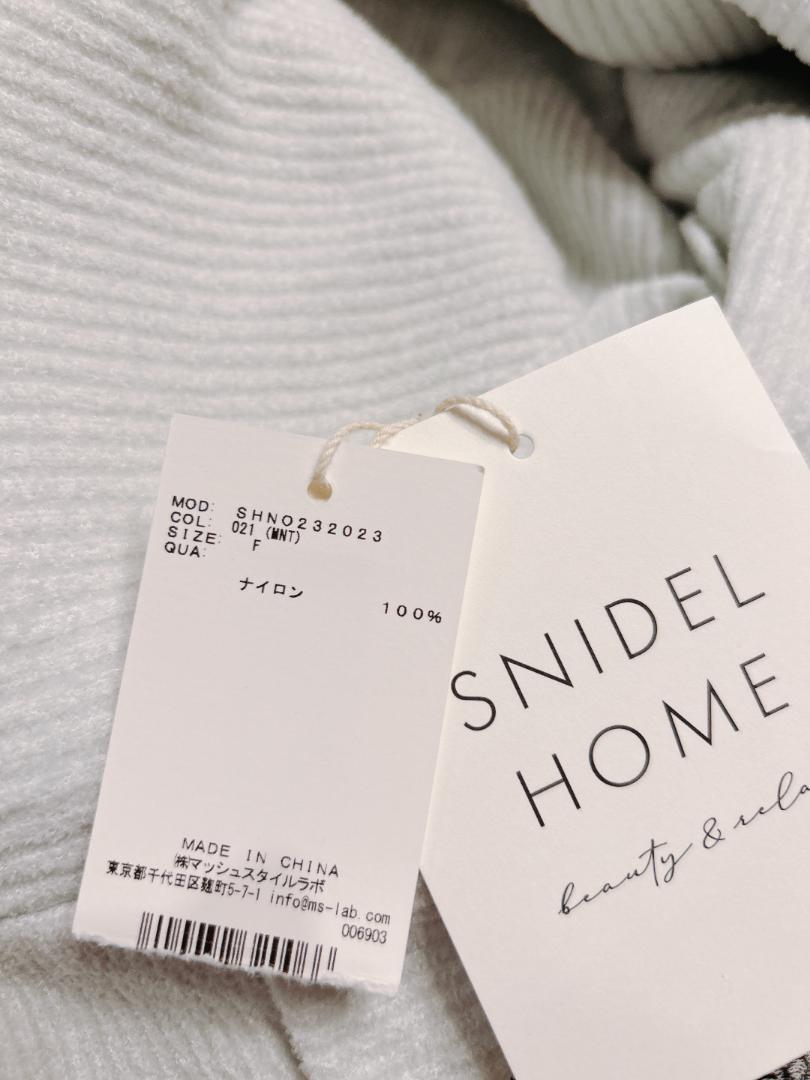 MOD: SHNO232023
COL: 021 (MNT)
SIZE: F
QUA:
ナイロン
100%
MADE IN CHINA
㈱マッシュスタイルラボ
東京都千代田区麹町5-7-1 info@ms-lab.com
006903
SNIDEL
HOME
beauty &